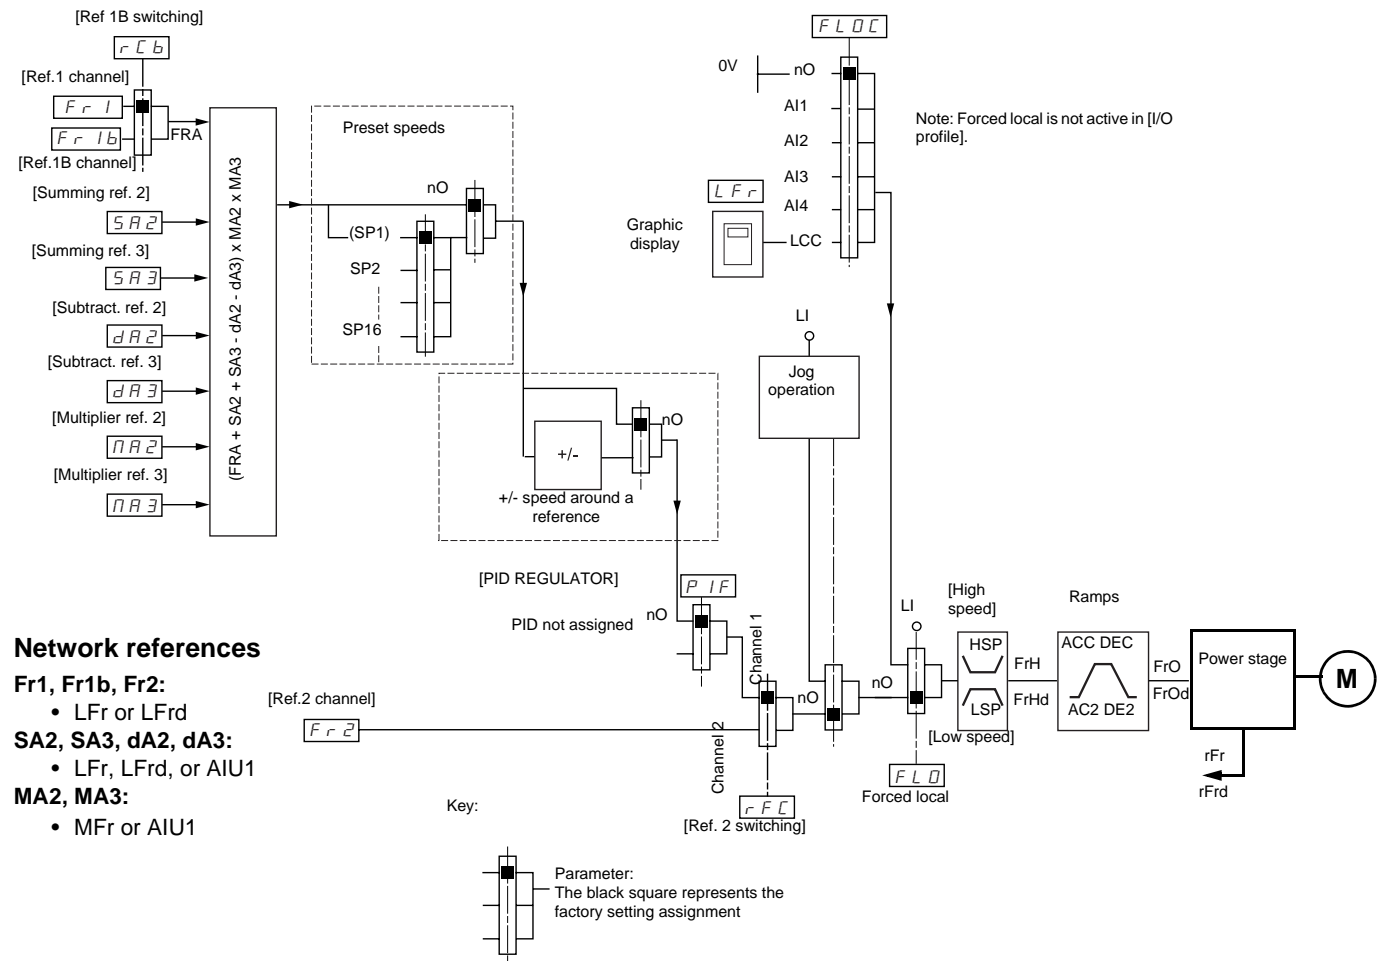 [Ref 1B switching]
rCb
[Ref.1 channel]
Fr1
Fr1b
FRA
[Ref.1B channel]
[Summing ref. 2]
SA2
[Summing ref. 3]
SA3
[Subtract. ref. 2]
dA2
[Subtract. ref. 3]
dA3
[Multiplier ref. 2]
MA2
[Multiplier ref. 3]
MA3
(FRA + SA2 + SA3 - dA2 - dA3) x MA2 x MA3
Preset speeds
nO
(SP1)
SP2
SP16
+/-
nO
+/- speed around a
reference
FLOC
0V
nO
AI1
AI2
AI3
AI4
LCC
LFr
Graphic
display
Note: Forced local is not active in [I/O
profile].
LI
Jog
operation
[PID REGULATOR]
PIF
nO
PID not assigned
Channel 1
Channel 2
nO
[Ref.2 channel]
Fr2
rFC
[Ref. 2 switching]
nO
LI
FLO
Forced local
[High
speed]
HSP
LSP
[Low speed]
FrH
FrHd
Ramps
ACC DEC
AC2 DE2
FrO
FrOd
Power stage
M
rFr
rFrd
Network references
Fr1, Fr1b, Fr2:
• LFr or LFrd
SA2, SA3, dA2, dA3:
• LFr, LFrd, or AIU1
MA2, MA3:
• MFr or AIU1
Key:
Parameter:
The black square represents the
factory setting assignment